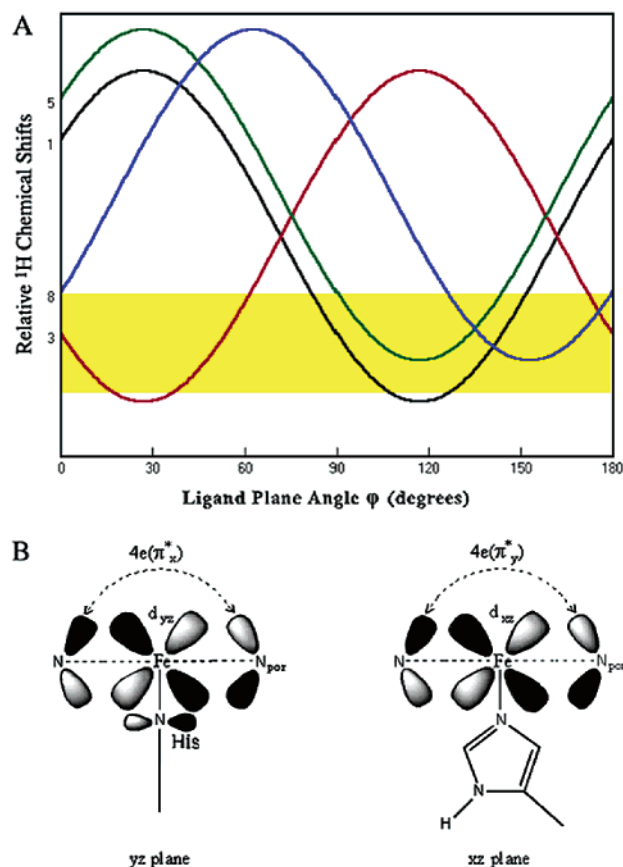 A
Relative ¹H Chemical Shifts
5
1
8
3
0 30 60 90 120 150 180
Ligand Plane Angle φ (degrees)
B
4e(π*x) 4e(π*y)
dyz dxz
N Fe Npor N Fe Npor
N N
His
N
H
yz plane xz plane